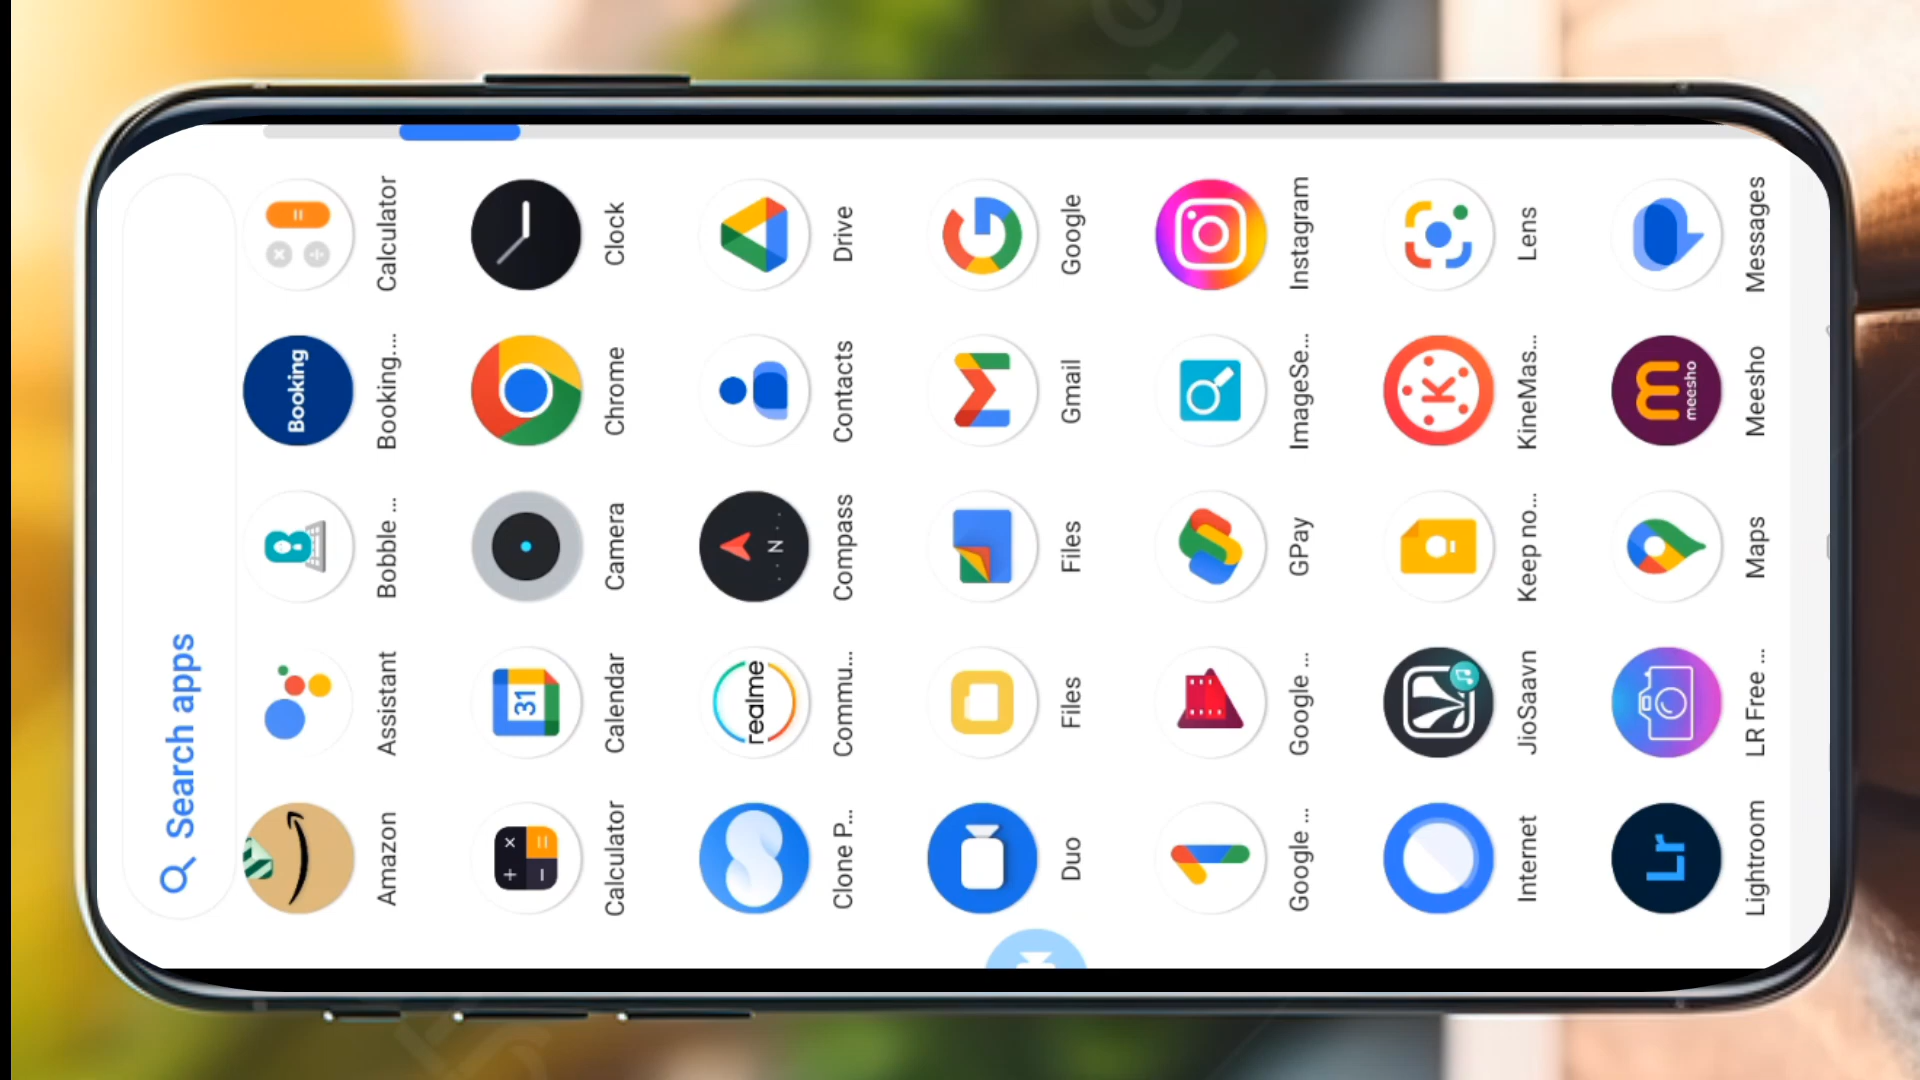 Search apps
Booking
Amazon
Assistant
Bobble ...
Booking....
Calculator
31
Calculator
Calendar
Camera
Chrome
Clock
realme
N
Clone P...
Commu...
Compass
Contacts
Drive
Duo
Files
Files
Gmail
Google
Google ...
Google ...
GPay
ImageSe...
Instagram
K
Internet
JioSaavn
Keep no...
KineMas...
Lens
Lr
m
meesho
Lightroom
LR Free ...
Maps
Meesho
Messages